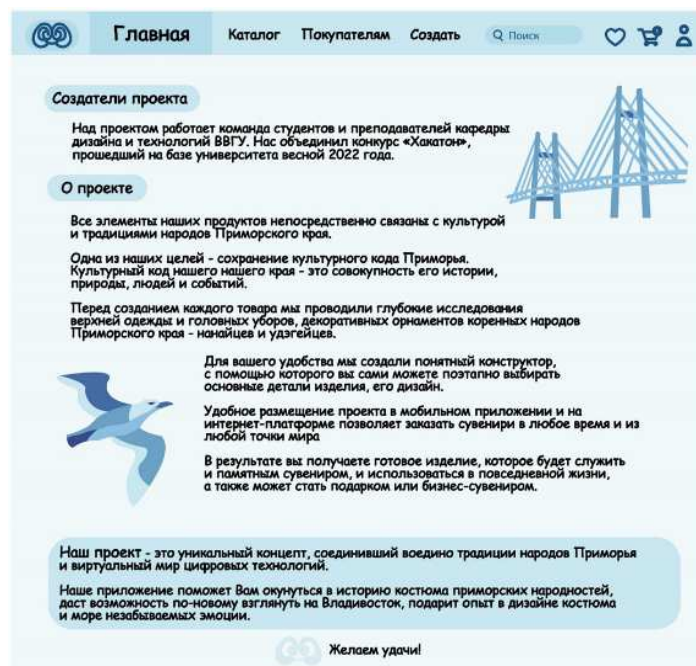 Главная Каталог Покупателям Создать Поиск
Создатели проекта
Над проектом работает команда студентов и преподавателей кафедры
дизайна и технологий ВВГУ. Нас объединил конкурс «Хакатон»,
прошедший на базе университета весной 2022 года.
О проекте
Все элементы наших продуктов непосредственно связаны с культурой
и традициями народов Приморского края.
Одна из наших целей - сохранение культурного кода Приморья.
Культурный код нашего нашего края - это совокупность его истории,
природы, людей и событий.
Перед созданием каждого товара мы проводили глубокие исследования
верхней одежды и головных уборов, декоративных орнаментов коренных народов
Приморского края - нанайцев и удэгейцев.
Для вашего удобства мы создали понятный конструктор,
с помощью которого вы сами можете поэтапно выбирать
основные детали изделия, его дизайн.
Удобное размещение проекта в мобильном приложении и на
интернет-платформе позволяет заказать сувенири в любое время и из
любой точки мира
В результате вы получаете готовое изделие, которое будет служить
и памятным сувениром, и использоваться в повседневной жизни,
а также может стать подарком или бизнес-сувениром.
Наш проект - это уникальный концепт, соединивший воедино традиции народов Приморья
и виртуальный мир цифровых технологий.
Наше приложение поможет Вам окунуться в историю костюма приморских народностей,
даст возможность по-новому взглянуть на Владивосток, подарит опыт в дизайне костюма
и море незабываемых эмоции.
Желаем удачи!